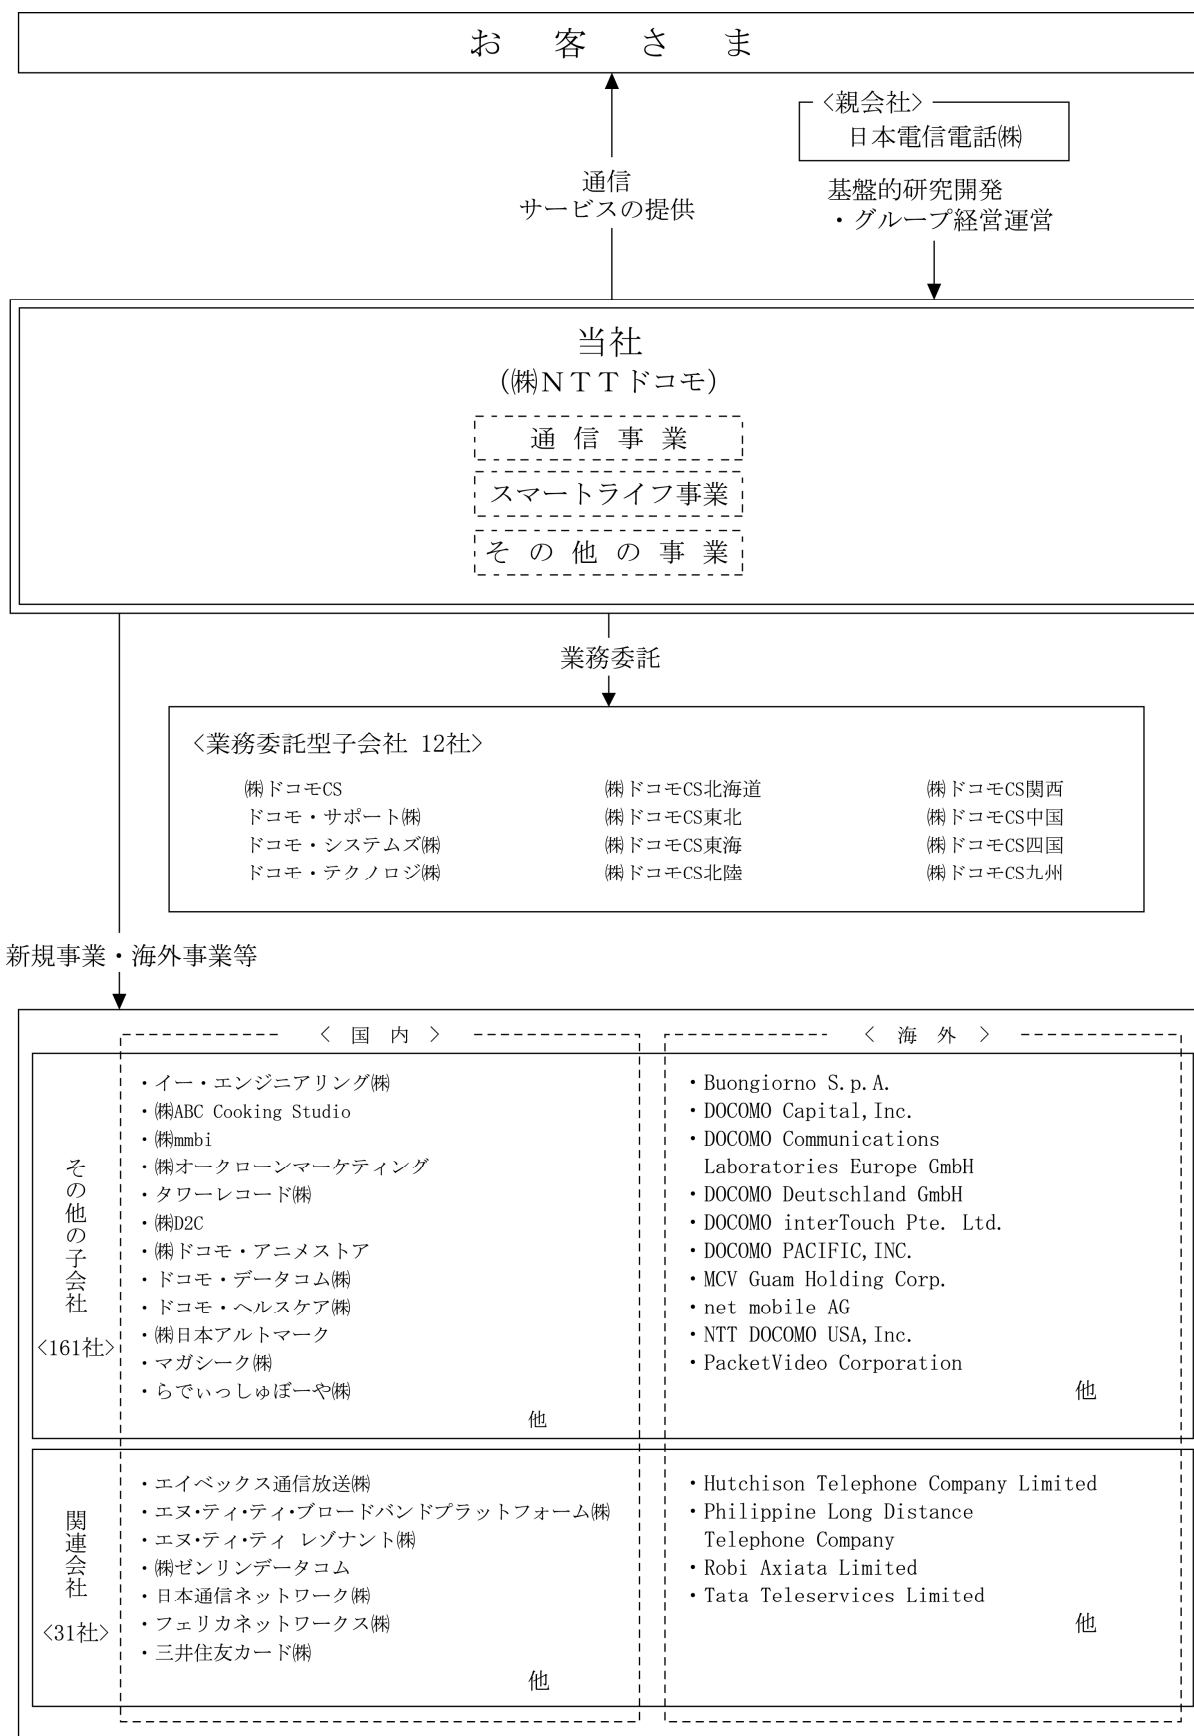 お客さま
<親会社>
日本電信電話㈱
通信
サービスの提供
基盤的研究開発
・グループ経営運営
当社
(㈱NTTドコモ)
通信事業
スマートライフ事業
その他の事業
業務委託
<業務委託型子会社 12社>
㈱ドコモCS
ドコモ・サポート㈱
ドコモ・システムズ㈱
ドコモ・テクノロジ㈱
㈱ドコモCS北海道
㈱ドコモCS東北
㈱ドコモCS東海
㈱ドコモCS北陸
㈱ドコモCS関西
㈱ドコモCS中国
㈱ドコモCS四国
㈱ドコモCS九州
新規事業・海外事業等
<国内>
<海外>
その他の子会社
<161社>
・イー・エンジニアリング㈱
・㈱ABC Cooking Studio
・㈱mmbi
・㈱オークローンマーケティング
・タワーレコード㈱
・㈱D2C
・㈱ドコモ・アニメストア
・ドコモ・データコム㈱
・ドコモ・ヘルスケア㈱
・㈱日本アルトマーク
・マガシーク㈱
・らでぃっしゅぼーや㈱
他
・Buongiorno S.p.A.
・DOCOMO Capital,Inc.
・DOCOMO Communications
Laboratories Europe GmbH
・DOCOMO Deutschland GmbH
・DOCOMO interTouch Pte. Ltd.
・DOCOMO PACIFIC,INC.
・MCV Guam Holding Corp.
・net mobile AG
・NTT DOCOMO USA,Inc.
・PacketVideo Corporation
他
関連会社
<31社>
・エイベックス通信放送㈱
・エヌ・ティ・ティ・ブロードバンドプラットフォーム㈱
・エヌ・ティ・ティ レゾナント㈱
・㈱ゼンリンデータコム
・日本通信ネットワーク㈱
・フェリカネットワークス㈱
・三井住友カード㈱
他
・Hutchison Telephone Company Limited
・Philippine Long Distance
Telephone Company
・Robi Axiata Limited
・Tata Teleservices Limited
他